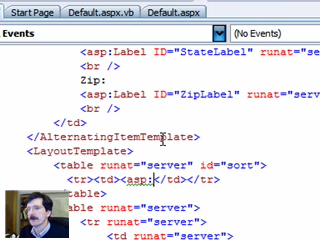 Start Page Default.aspx.vb Default.aspx
Events (No Events)
<asp:Label ID="StateLabel" runat="
<br />
Zip:
<asp:Label ID="ZipLabel" runat="serv
<br />
</td>
</AlternatingItemTemplate>
<LayoutTemplate>
<table runat="server" id="sort">
<tr><td><asp:</td></tr>
table>
able runat="server">
<tr runat="server">
<td runat="server">